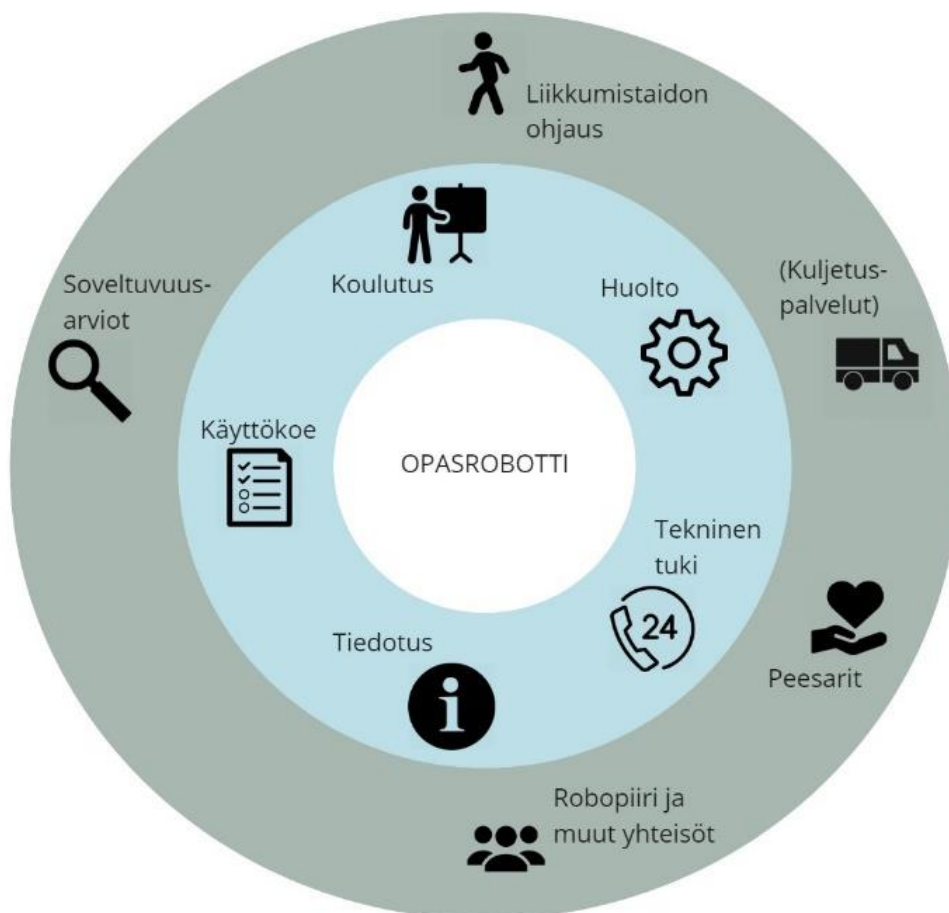 Liikkumistaidon
ohjaus
Koulutus
Huolto
(Kuljetus-
palvelut)
Soveltuvuus-
arviot
Käyttökoe
OPASROBOTTI
Tekninen
tuki
24
Tiedotus
i
Peesarit
Robopiiri ja
muut yhteisöt